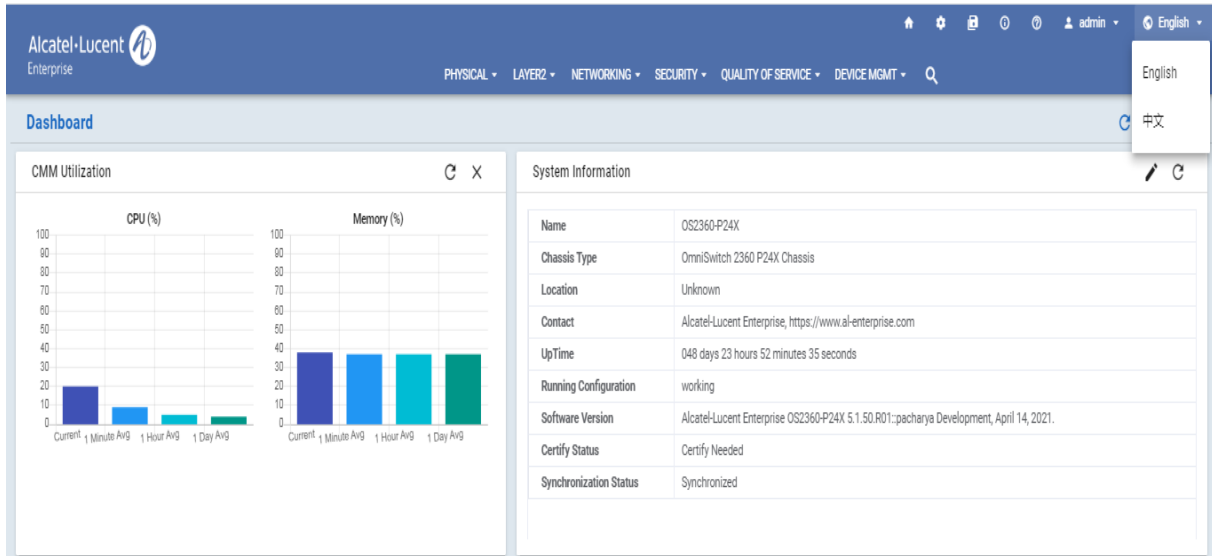 admin
English
Alcatel·Lucent
Enterprise
PHYSICAL
LAYER2
NETWORKING
SECURITY
QUALITY OF SERVICE
DEVICE MGMT
English
中文
Dashboard
CMM Utilization
CPU (%)
100
90
80
70
60
50
40
30
20
10
0
Current
1 Minute Avg
1 Hour Avg
1 Day Avg
Memory (%)
100
90
80
70
60
50
40
30
20
10
0
Current
1 Minute Avg
1 Hour Avg
1 Day Avg
System Information
Name OS2360-P24X
Chassis Type OmniSwitch 2360 P24X Chassis
Location Unknown
Contact Alcatel-Lucent Enterprise, https://www.al-enterprise.com
UpTime 048 days 23 hours 52 minutes 35 seconds
Running Configuration working
Software Version Alcatel-Lucent Enterprise OS2360-P24X 5.1.50.R01::pacharya Development, April 14, 2021.
Certify Status Certify Needed
Synchronization Status Synchronized